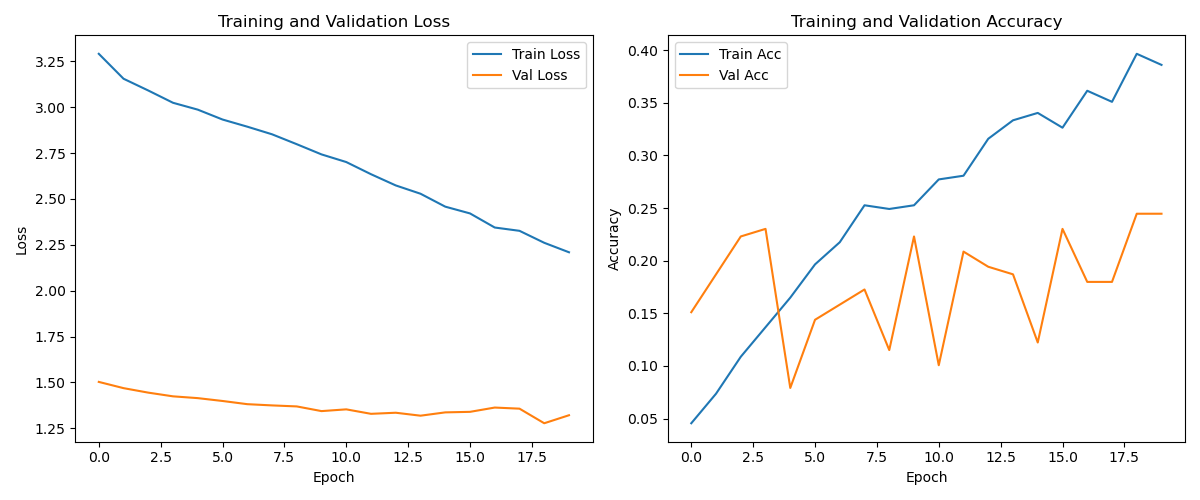 Training and Validation Loss
Train Loss
Val Loss
3.25
3.00
2.75
2.50
2.25
2.00
1.75
1.50
1.25
Loss
0.0 2.5 5.0 7.5 10.0 12.5 15.0 17.5
Epoch
Training and Validation Accuracy
Train Acc
Val Acc
0.40
0.35
0.30
0.25
0.20
0.15
0.10
0.05
Accuracy
0.0 2.5 5.0 7.5 10.0 12.5 15.0 17.5
Epoch